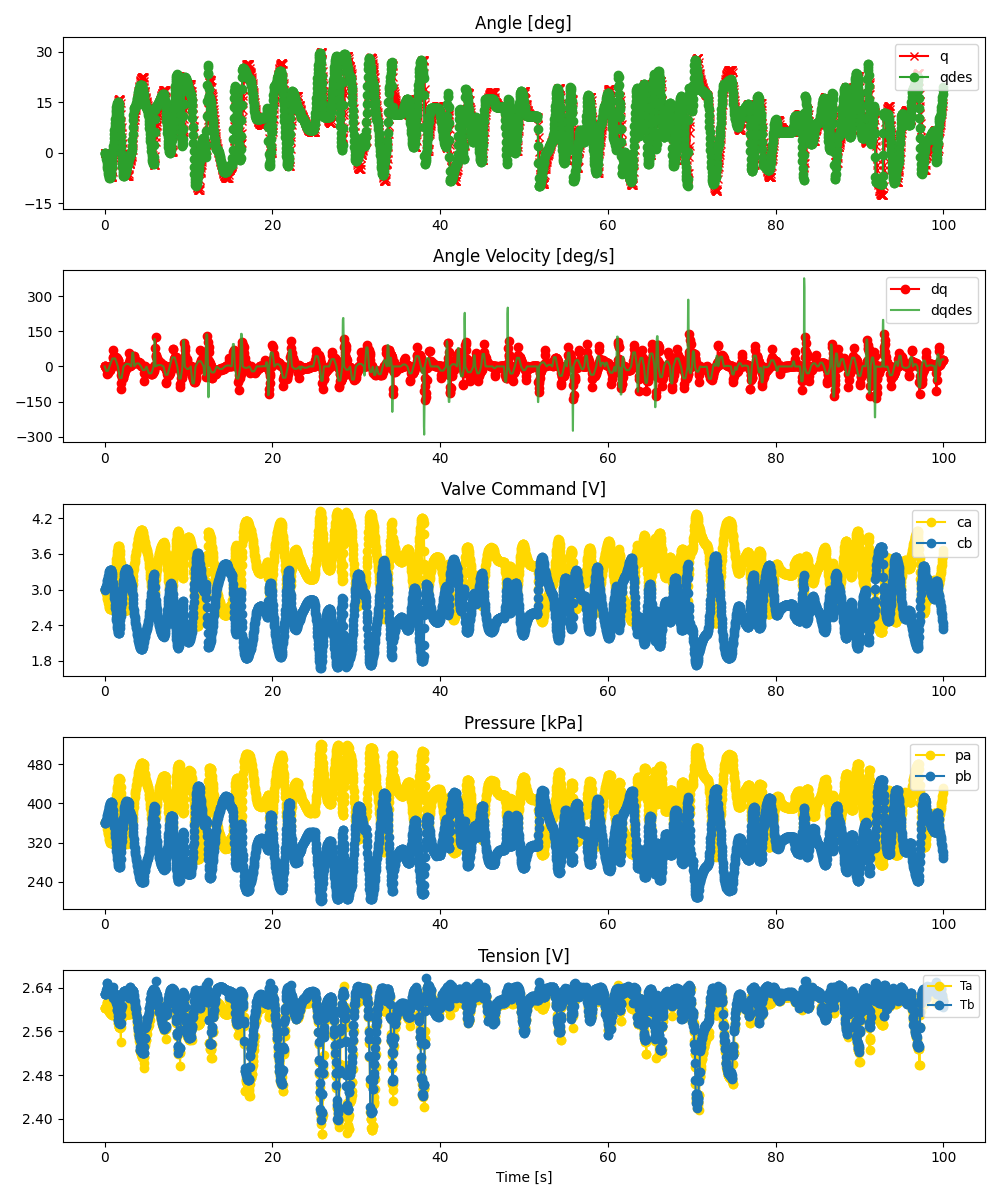 Angle [deg]
30
15
0
−15
q
qdes
0 20 40 60 80 100
Angle Velocity [deg/s]
300
150
0
−150
−300
dq
dqdes
0 20 40 60 80 100
Valve Command [V]
4.2
3.6
3.0
2.4
1.8
ca
cb
0 20 40 60 80 100
Pressure [kPa]
480
400
320
240
pa
pb
0 20 40 60 80 100
Tension [V]
2.64
2.56
2.48
2.40
Ta
Tb
0 20 40 60 80 100
Time [s]